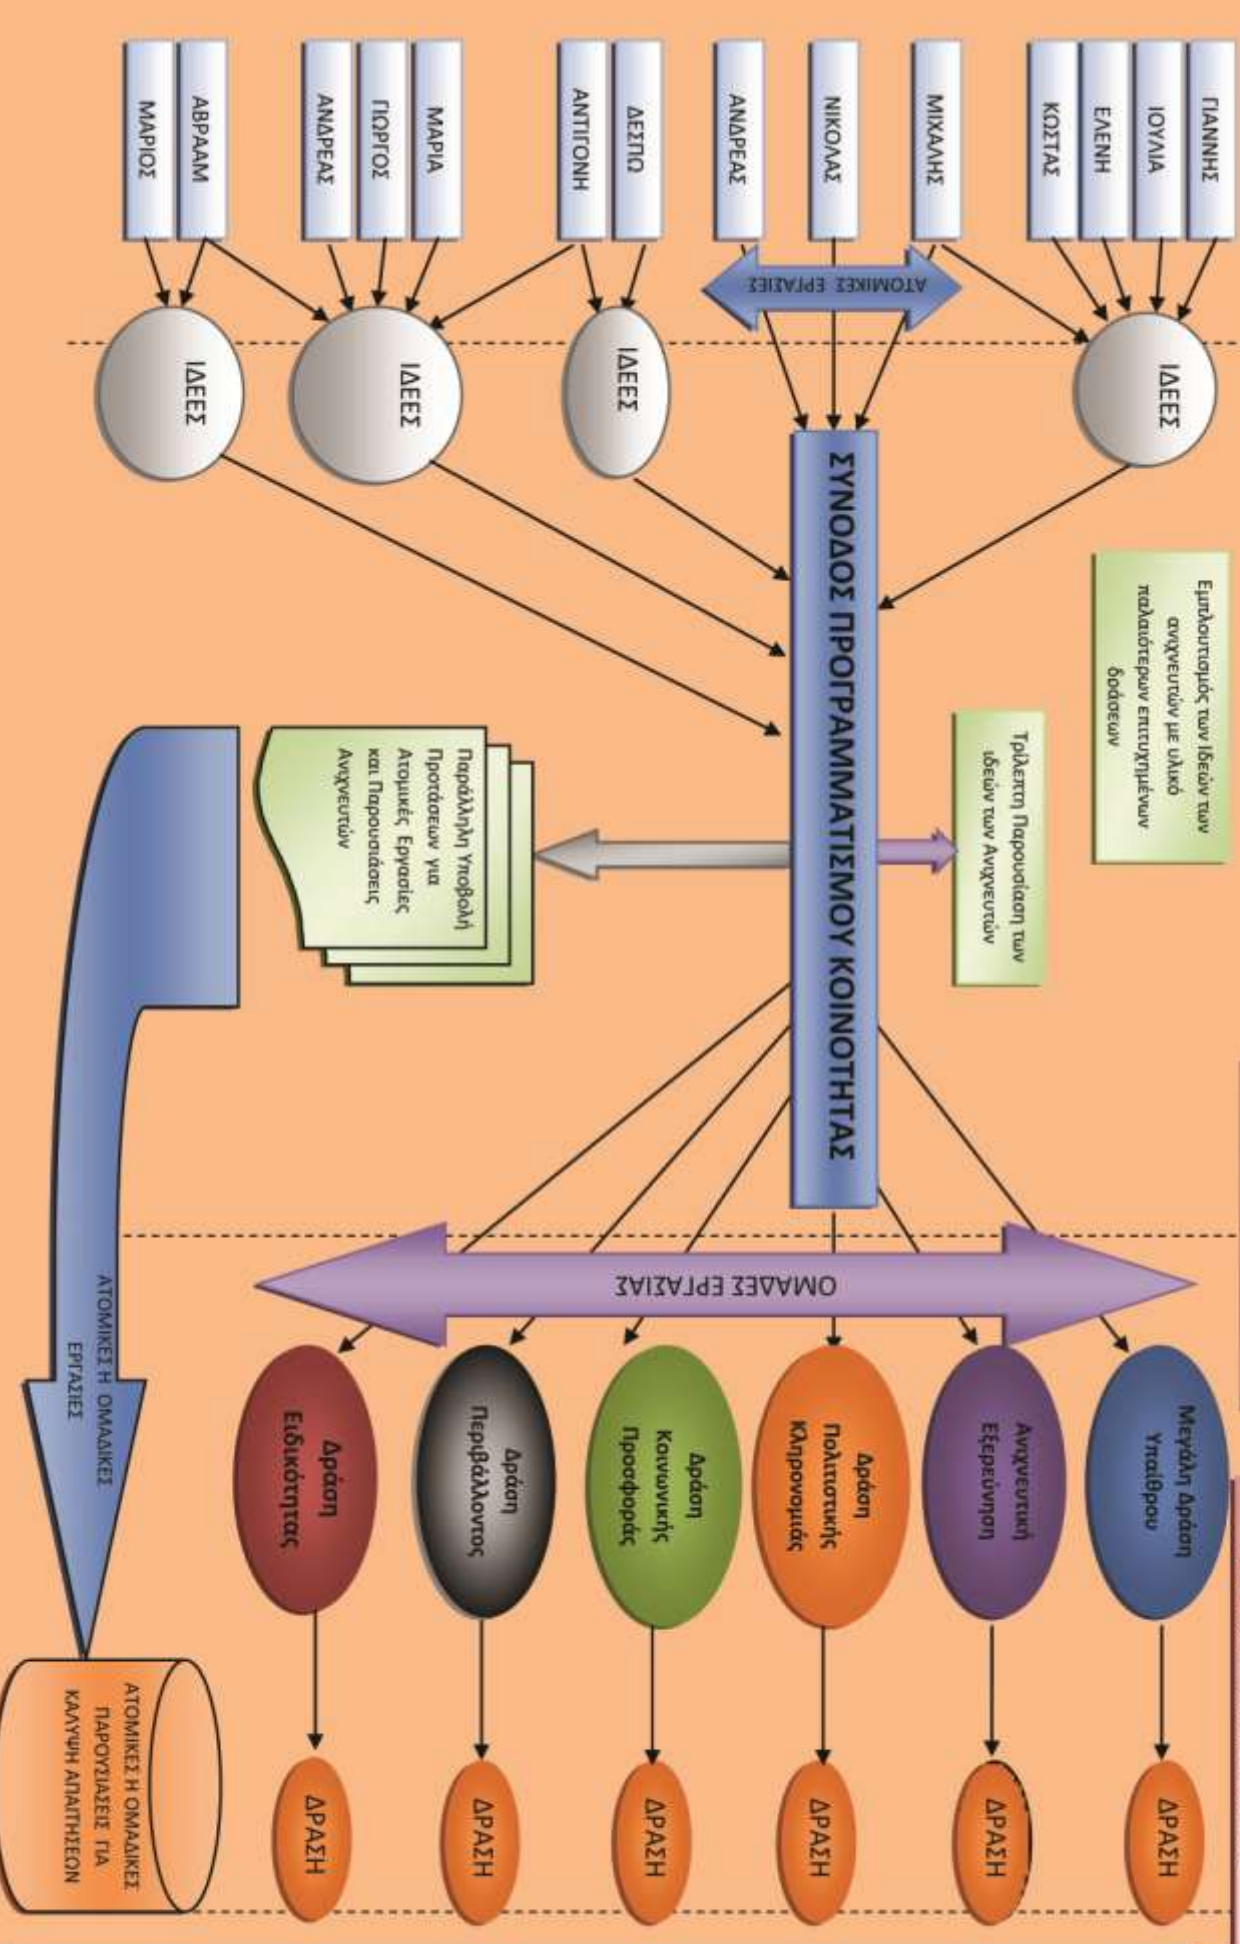 ΓΙΑΝΝΗΣ
ΙΟΥΛΙΑ
ΕΛΕΝΗ
ΚΩΣΤΑΣ
ΜΙΧΑΛΗΣ
ΝΙΚΟΛΑΣ
ΑΝΔΡΕΑΣ
ΔΕΣΠΩ
ΑΝΤΙΓΟΝΗ
ΜΑΡΙΑ
ΓΙΩΡΓΟΣ
ΑΝΔΡΕΑΣ
ΑΒΡΑΑΜ
ΜΑΡΙΟΣ
ΑΤΟΜΙΚΕΣ ΕΡΓΑΣΙΕΣ
ΙΔΕΕΣ
ΙΔΕΕΣ
ΙΔΕΕΣ
ΙΔΕΕΣ
Εμπλουτισμός των Ιδεών των
ανιχνευτών με υλικό
παλαιότερων επιτυχημένων
δράσεων
Τρίλεπτη Παρουσίαση των
ιδεών των Ανιχνευτών
ΣΥΝΟΔΟΣ ΠΡΟΓΡΑΜΜΑΤΙΣΜΟΥ ΚΟΙΝΟΤΗΤΑΣ
Παράλληλη Υποβολή
Προτάσεων για
Ατομικές Εργασίες
και Παρουσιάσεις
Ανιχνευτών
ΟΜΑΔΕΣ ΕΡΓΑΣΙΑΣ
Μεγάλη Δράση
Υπαίθρου
Ανιχνευτική
Εξερεύνηση
Δράση
Πολιτιστικής
Κληρονομιάς
Δράση
Κοινωνικής
Προσφοράς
Δράση
Περιβάλλοντος
Δράση
Ειδικότητας
ΔΡΑΣΗ
ΔΡΑΣΗ
ΔΡΑΣΗ
ΔΡΑΣΗ
ΔΡΑΣΗ
ΔΡΑΣΗ
ΑΤΟΜΙΚΕΣ Η ΟΜΑΔΙΚΕΣ
ΕΡΓΑΣΙΕΣ
ΑΤΟΜΙΚΕΣ Η ΟΜΑΔΙΚΕΣ
ΠΑΡΟΥΣΙΑΣΕΙΣ ΓΙΑ
ΚΑΛΥΨΗ ΑΠΑΙΤΗΣΕΩΝ